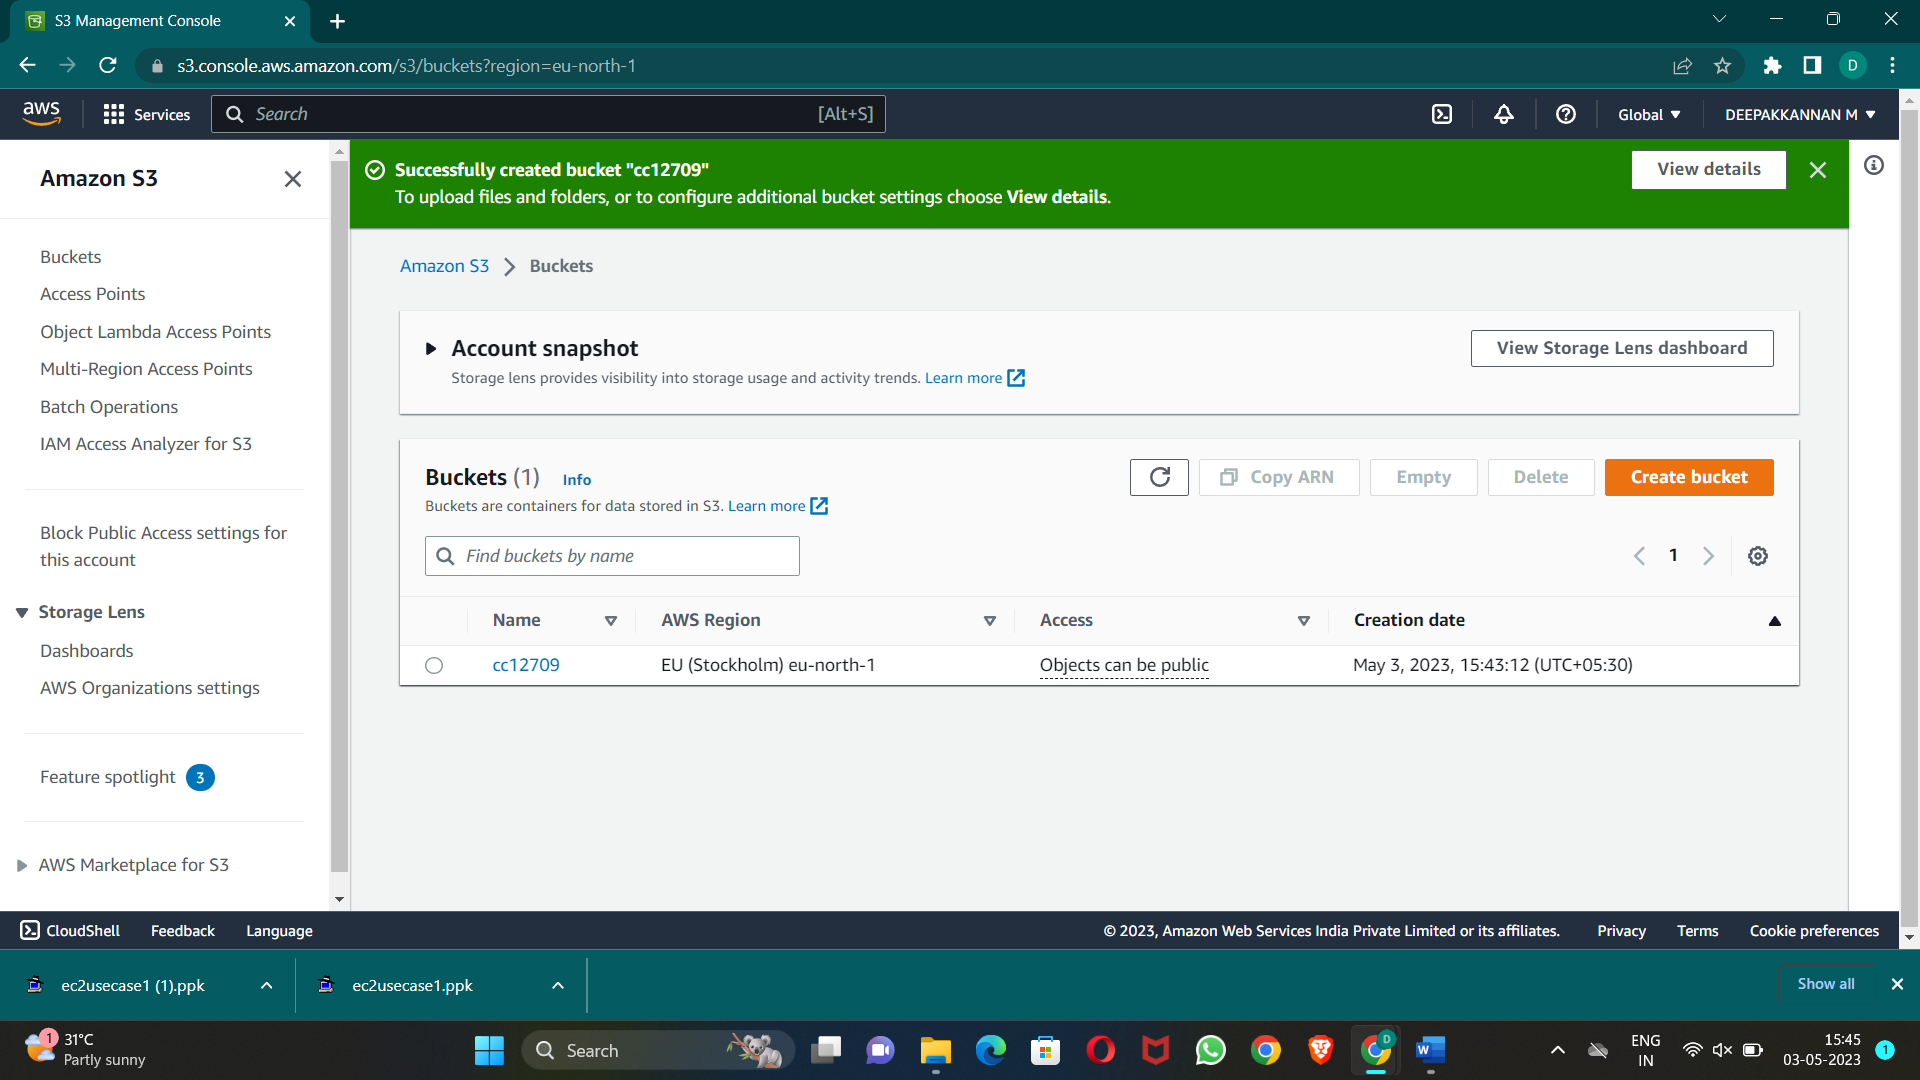 S3 Management Console
s3.console.aws.amazon.com/s3/buckets?region=eu-north-1
D
aws
Services
Search
[Alt+S]
Global
DEEPAKKANNAN M
Amazon S3
Buckets
Access Points
Object Lambda Access Points
Multi-Region Access Points
Batch Operations
IAM Access Analyzer for S3
Block Public Access settings for
this account
Storage Lens
Dashboards
AWS Organizations settings
Feature spotlight 3
AWS Marketplace for S3
Successfully created bucket "cc12709"
To upload files and folders, or to configure additional bucket settings choose View details.
View details
Amazon S3 > Buckets
Account snapshot
Storage lens provides visibility into storage usage and activity trends. Learn more
View Storage Lens dashboard
Buckets (1) Info
Buckets are containers for data stored in S3. Learn more
Copy ARN
Empty
Delete
Create bucket
Find buckets by name
1
Name AWS Region Access Creation date
cc12709 EU (Stockholm) eu-north-1 Objects can be public May 3, 2023, 15:43:12 (UTC+05:30)
CloudShell Feedback Language
© 2023, Amazon Web Services India Private Limited or its affiliates. Privacy Terms Cookie preferences
ec2usecase1 (1).ppk
ec2usecase1.ppk
Show all
1
31°C
Partly sunny
Search
D
W
ENG
IN
15:45
03-05-2023
1